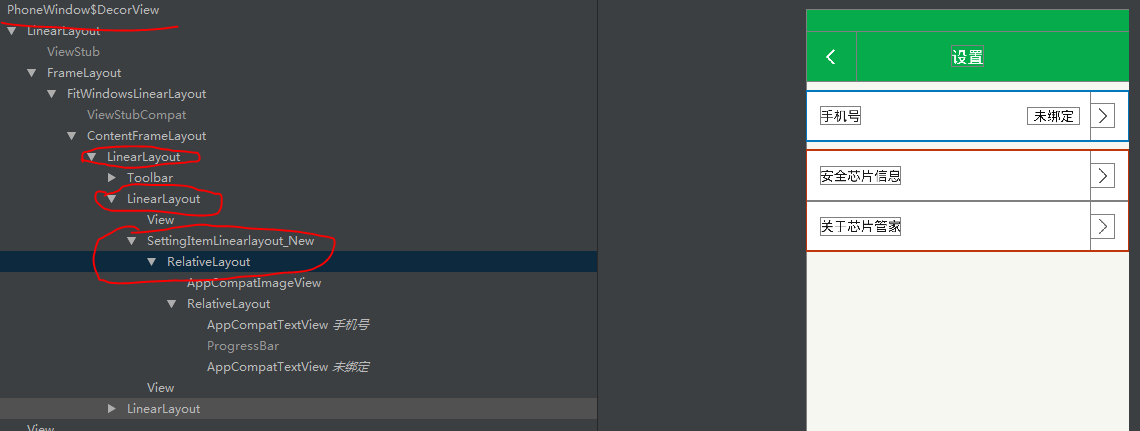 PhoneWindow$DecorView
LinearLayout
ViewStub
FrameLayout
FitWindowsLinearLayout
ViewStubCompat
ContentFrameLayout
LinearLayout
Toolbar
LinearLayout
View
SettingItemLinearlayout_New
RelativeLayout
AppCompatImageView
RelativeLayout
AppCompatTextView 手机号
ProgressBar
AppCompatTextView 未绑定
View
LinearLayout
View
设置
手机号 未绑定
安全芯片信息
关于芯片管家